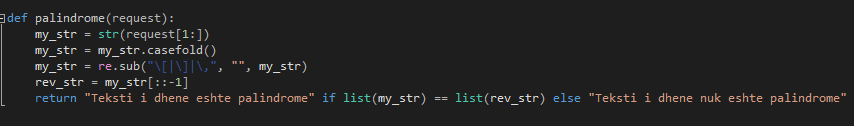 def palindrome(request):
    my_str = str(request[1:])
    my_str = my_str.casefold()
    my_str = re.sub("\[|\]|\,", "", my_str)
    rev_str = my_str[::-1]
    return "Teksti i dhene eshte palindrome" if list(my_str) == list(rev_str) else "Teksti i dhene nuk eshte palindrome"